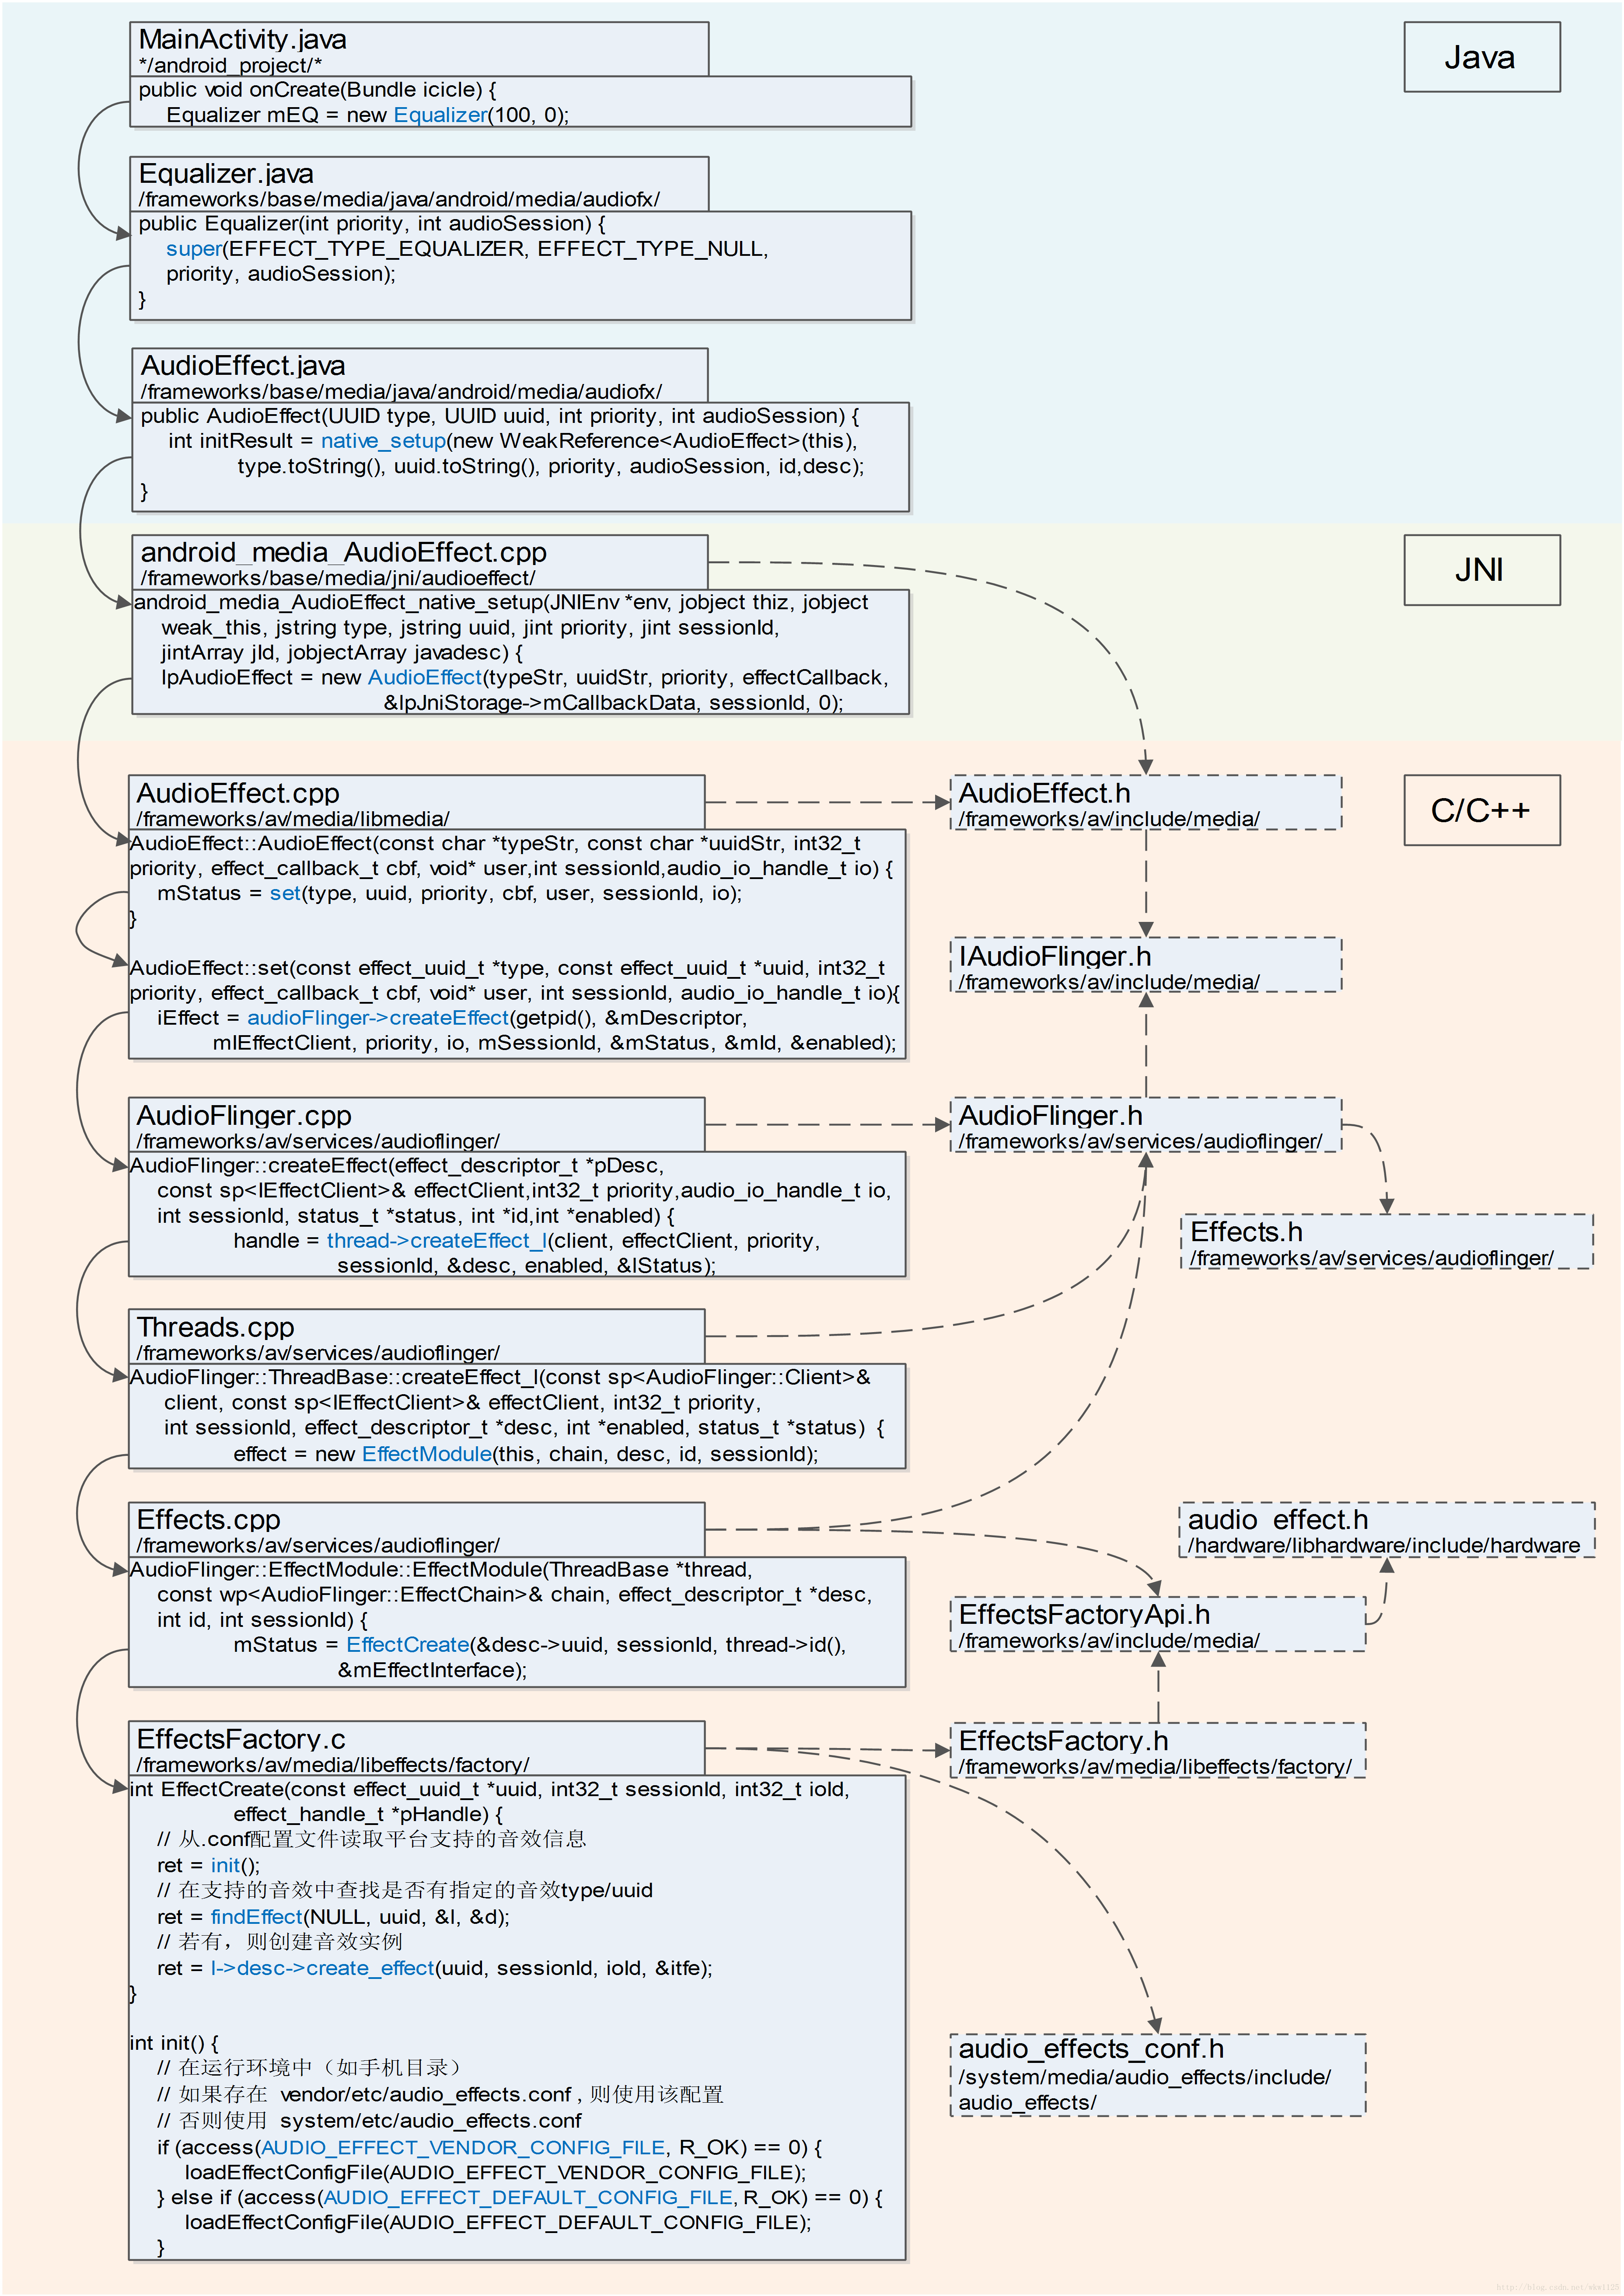 MainActivity.java
*/android_project/*
public void onCreate(Bundle icicle) {
Equalizer mEQ = new Equalizer(100, 0);
Java
Equalizer.java
/frameworks/base/media/java/android/media/audiofx/
public Equalizer(int priority, int audioSession) {
super(EFFECT_TYPE_EQUALIZER, EFFECT_TYPE_NULL,
priority, audioSession);
}
AudioEffect.java
/frameworks/base/media/java/android/media/audiofx/
public AudioEffect(UUID type, UUID uuid, int priority, int audioSession) {
int initResult = native_setup(new WeakReference<AudioEffect>(this),
type.toString(), uuid.toString(), priority, audioSession, id,desc);
}
android_media_AudioEffect.cpp
/frameworks/base/media/jni/audioeffect/
android_media_AudioEffect_native_setup(JNIEnv *env, jobject thiz, jobject
weak_this, jstring type, jstring uuid, jint priority, jint sessionId,
jintArray jId, jobjectArray javadesc) {
lpAudioEffect = new AudioEffect(typeStr, uuidStr, priority, effectCallback,
&lpJniStorage->mCallbackData, sessionId, 0);
JNI
AudioEffect.cpp
/frameworks/av/media/libmedia/
AudioEffect::AudioEffect(const char *typeStr, const char *uuidStr, int32_t
priority, effect_callback_t cbf, void* user,int sessionId,audio_io_handle_t io) {
mStatus = set(type, uuid, priority, cbf, user, sessionId, io);
}
AudioEffect::set(const effect_uuid_t *type, const effect_uuid_t *uuid, int32_t
priority, effect_callback_t cbf, void* user, int sessionId, audio_io_handle_t io){
iEffect = audioFlinger->createEffect(getpid(), &mDescriptor,
mIEffectClient, priority, io, mSessionId, &mStatus, &mId, &enabled);
AudioEffect.h
/frameworks/av/include/media/
C/C++
IAudioFlinger.h
/frameworks/av/include/media/
AudioFlinger.cpp
/frameworks/av/services/audioflinger/
AudioFlinger::createEffect(effect_descriptor_t *pDesc,
const sp<IEffectClient>& effectClient,int32_t priority,audio_io_handle_t io,
int sessionId, status_t *status, int *id,int *enabled) {
handle = thread->createEffect_l(client, effectClient, priority,
sessionId, &desc, enabled, &lStatus);
AudioFlinger.h
/frameworks/av/services/audioflinger/
Effects.h
/frameworks/av/services/audioflinger/
Threads.cpp
/frameworks/av/services/audioflinger/
AudioFlinger::ThreadBase::createEffect_l(const sp<AudioFlinger::Client>&
client, const sp<IEffectClient>& effectClient, int32_t priority,
int sessionId, effect_descriptor_t *desc, int *enabled, status_t *status) {
effect = new EffectModule(this, chain, desc, id, sessionId);
Effects.cpp
/frameworks/av/services/audioflinger/
AudioFlinger::EffectModule::EffectModule(ThreadBase *thread,
const wp<AudioFlinger::EffectChain>& chain, effect_descriptor_t *desc,
int id, int sessionId) {
mStatus = EffectCreate(&desc->uuid, sessionId, thread->id(),
&mEffectInterface);
audio_effect.h
/hardware/libhardware/include/hardware
EffectsFactoryApi.h
/frameworks/av/include/media/
EffectsFactory.c
/frameworks/av/media/libeffects/factory/
int EffectCreate(const effect_uuid_t *uuid, int32_t sessionId, int32_t ioId,
effect_handle_t *pHandle) {
// 从.conf配置文件读取平台支持的音效信息
ret = init();
// 在支持的音效中查找是否有指定的音效type/uuid
ret = findEffect(NULL, uuid, &l, &d);
// 若有，则创建音效实例
ret = l->desc->create_effect(uuid, sessionId, ioId, &itfe);
}
int init() {
// 在运行环境中（如手机目录）
// 如果存在 vendor/etc/audio_effects.conf , 则使用该配置
// 否则使用 system/etc/audio_effects.conf
if (access(AUDIO_EFFECT_VENDOR_CONFIG_FILE, R_OK) == 0) {
loadEffectConfigFile(AUDIO_EFFECT_VENDOR_CONFIG_FILE);
} else if (access(AUDIO_EFFECT_DEFAULT_CONFIG_FILE, R_OK) == 0) {
loadEffectConfigFile(AUDIO_EFFECT_DEFAULT_CONFIG_FILE);
}
EffectsFactory.h
/frameworks/av/media/libeffects/factory/
audio_effects_conf.h
/system/media/audio_effects/include/
audio_effects/